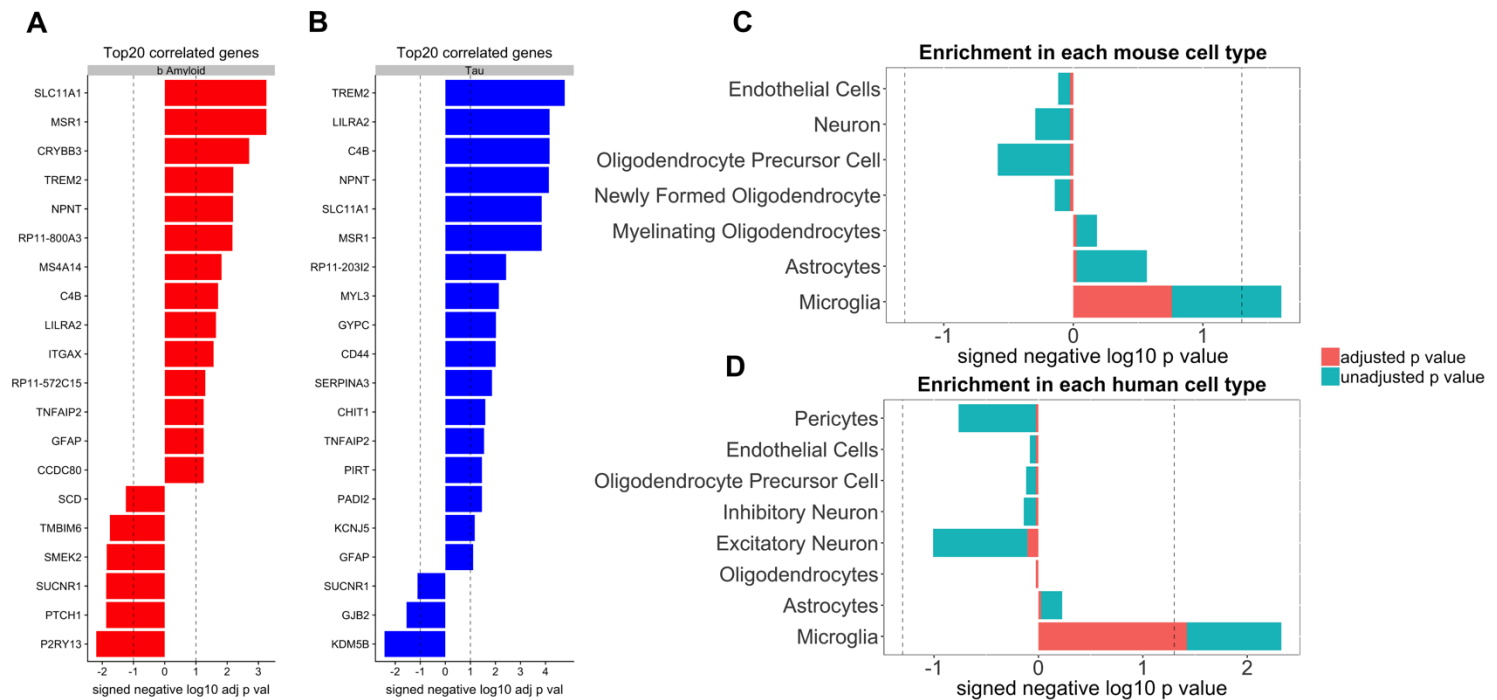 A
Top20 correlated genes
b Amyloid
SLC11A1
MSR1
CRYBB3
TREM2
NPNT
RP11-800A3
MS4A14
C4B
LILRA2
ITGAX
RP11-572C15
TNFAIP2
GFAP
CCDC80
SCD
TMBIM6
SMEK2
SUCNR1
PTCH1
P2RY13
-2 -1 0 1 2 3
signed negative log10 adj p val
B
Top20 correlated genes
Tau
TREM2
LILRA2
C4B
NPNT
SLC11A1
MSR1
RP11-203I2
MYL3
GYPC
CD44
SERPINA3
CHIT1
TNFAIP2
PIRT
PADI2
KCNJ5
GFAP
SUCNR1
GJB2
KDM5B
-2 -1 0 1 2 3 4
signed negative log10 adj p val
C
Enrichment in each mouse cell type
Endothelial Cells
Neuron
Oligodendrocyte Precursor Cell
Newly Formed Oligodendrocyte
Myelinating Oligodendrocytes
Astrocytes
Microglia
-1 0 1
signed negative log10 p value
adjusted p value
unadjusted p value
D
Enrichment in each human cell type
Pericytes
Endothelial Cells
Oligodendrocyte Precursor Cell
Inhibitory Neuron
Excitatory Neuron
Oligodendrocytes
Astrocytes
Microglia
-1 0 1 2
signed negative log10 p value